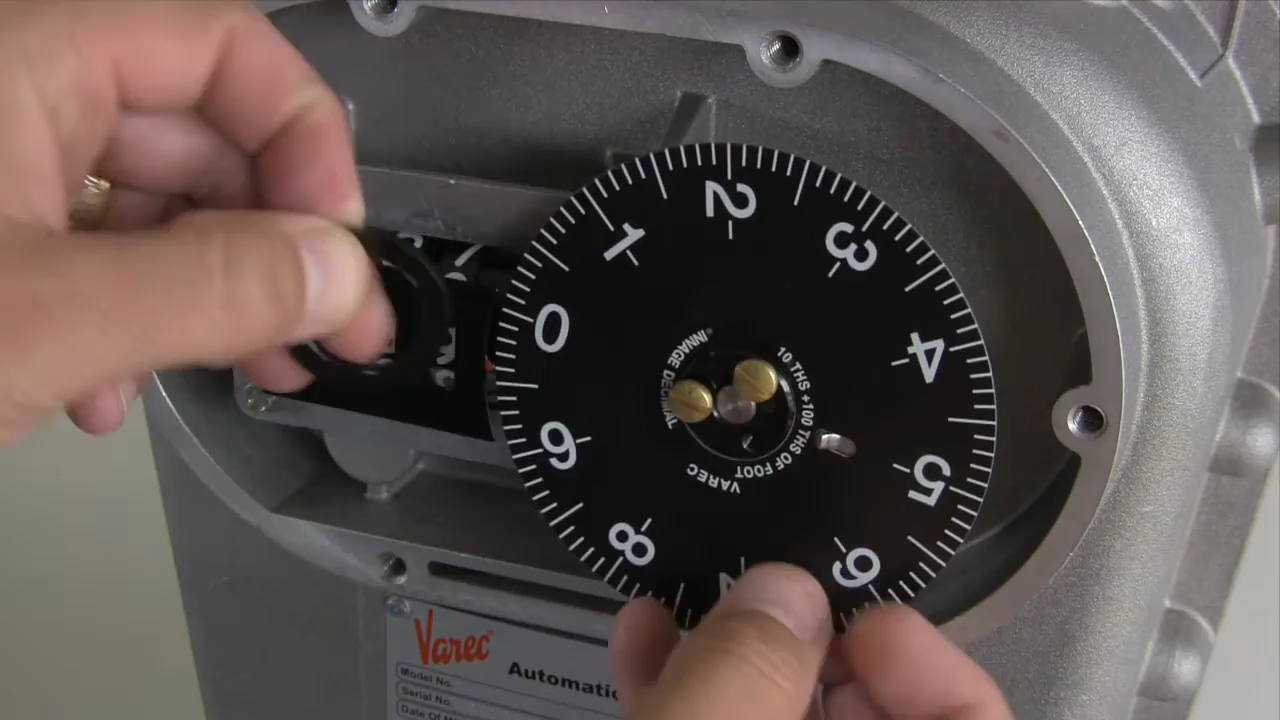 0
1
2
3
4
5
6
8
9
INNAGE DECIMAL
10 THS +100 THS OF FOOT
VAREC
Varec
Automatic
Model No.
Serial No.